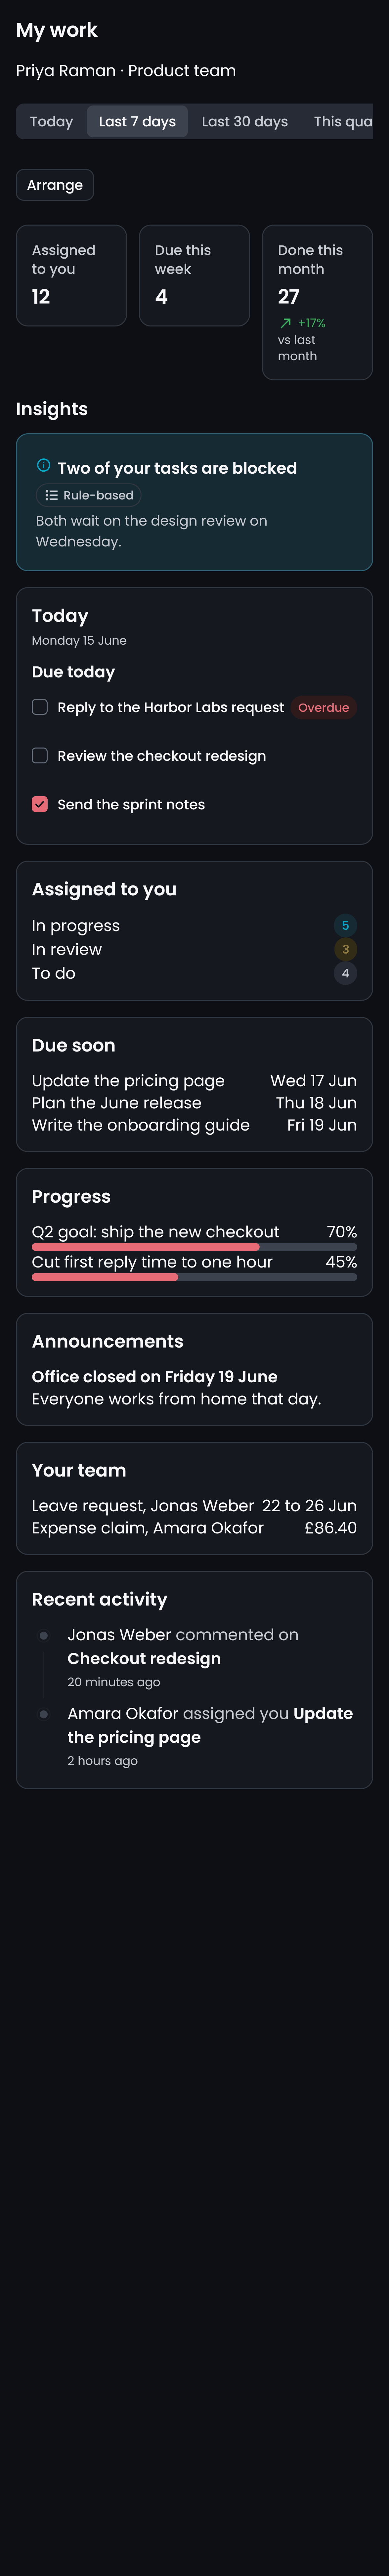 My work
Priya Raman · Product team
Today
Last 7 days
Last 30 days
This qua
Arrange
Assigned
to you
12
Due this
week
4
Done this
month
27
+17%
vs last
month
Insights
Two of your tasks are blocked
Rule-based
Both wait on the design review on
Wednesday.
Today
Monday 15 June
Due today
Reply to the Harbor Labs request
Overdue
Review the checkout redesign
Send the sprint notes
Assigned to you
In progress 5
In review 3
To do 4
Due soon
Update the pricing page Wed 17 Jun
Plan the June release Thu 18 Jun
Write the onboarding guide Fri 19 Jun
Progress
Q2 goal: ship the new checkout 70%
Cut first reply time to one hour 45%
Announcements
Office closed on Friday 19 June
Everyone works from home that day.
Your team
Leave request, Jonas Weber 22 to 26 Jun
Expense claim, Amara Okafor £86.40
Recent activity
Jonas Weber commented on
Checkout redesign
20 minutes ago
Amara Okafor assigned you Update
the pricing page
2 hours ago